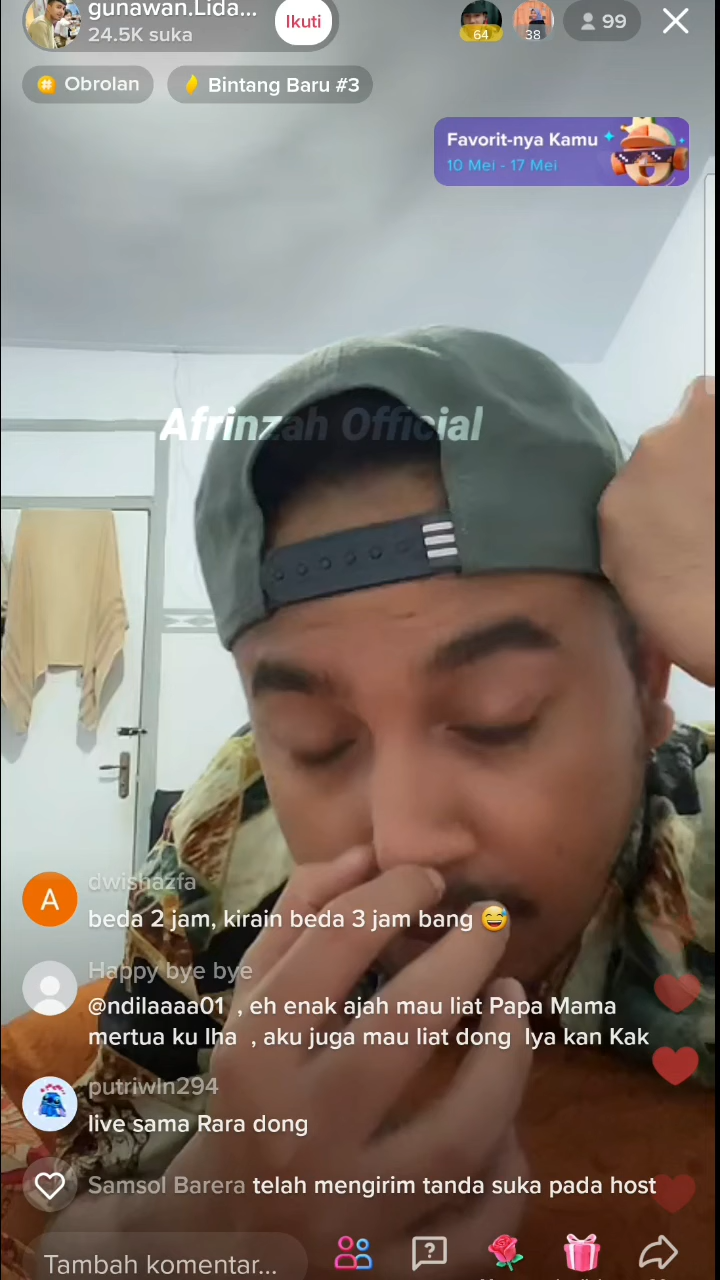 gunawan.Lida...
24.5K suka
Ikuti
64
38
99
Obrolan
Bintang Baru #3
Favorit-nya Kamu
10 Mei - 17 Mei
Afrinzah Official
dwishazfa
A
beda 2 jam, kirain beda 3 jam bang 😅
Happy bye bye
@ndilaaaa01 , eh enak ajah mau liat Papa Mama
mertua ku lha , aku juga mau liat dong Iya kan Kak
putriwln294
live sama Rara dong
Samsol Barera telah mengirim tanda suka pada host
Tambah komentar...